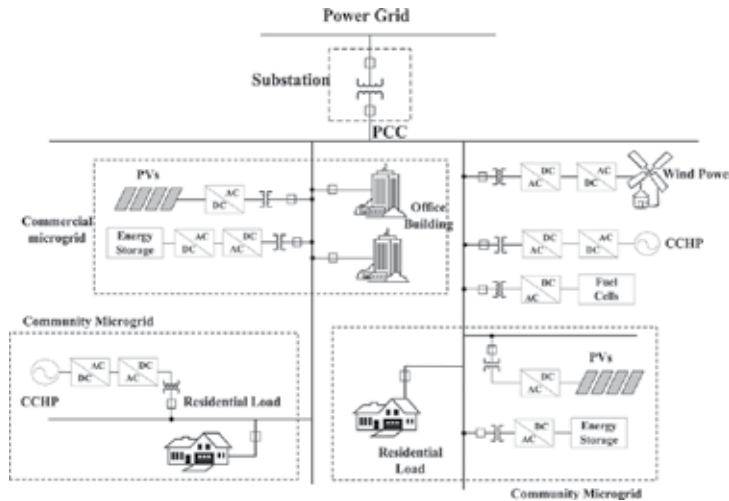 Power Grid
Substation
PCC
PVs
AC
DC
Office
Building
DC
AC
AC
DC
Wind Powe
Commercial
microgrid
Energy
Storage
AC
DC
AC
DC
DC
AC
AC
DC
CCHP
DC
AC
Fuel
Cells
Community Microgrid
AC
DC
DC
AC
CCHP
Residential Load
DC
AC
PVs
Residential
Load
DC
AC
Energy
Storage
Community Microgrid